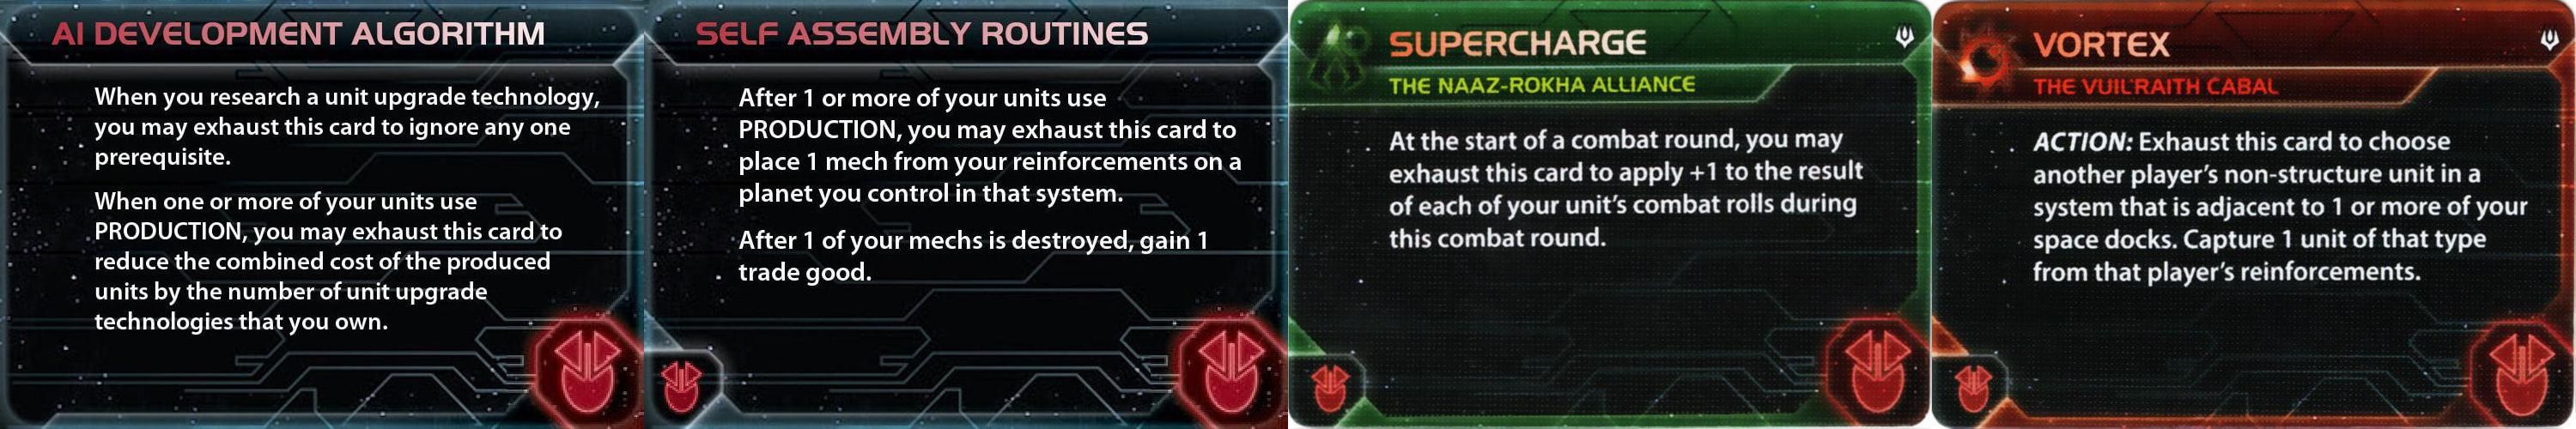 AI DEVELOPMENT ALGORITHM
When you research a unit upgrade technology,
you may exhaust this card to ignore any one
prerequisite.
When one or more of your units use
PRODUCTION, you may exhaust this card to
reduce the combined cost of the produced
units by the number of unit upgrade
technologies that you own.
SELF ASSEMBLY ROUTINES
After 1 or more of your units use
PRODUCTION, you may exhaust this card to
place 1 mech from your reinforcements on a
planet you control in that system.
After 1 of your mechs is destroyed, gain 1
trade good.
SUPERCHARGE
THE NAAZ-ROKHA ALLIANCE
At the start of a combat round, you may
exhaust this card to apply +1 to the result
of each of your unit's combat rolls during
this combat round.
VORTEX
THE VUIL'RAITH CABAL
ACTION: Exhaust this card to choose
another player's non-structure unit in a
system that is adjacent to 1 or more of your
space docks. Capture 1 unit of that type
from that player's reinforcements.